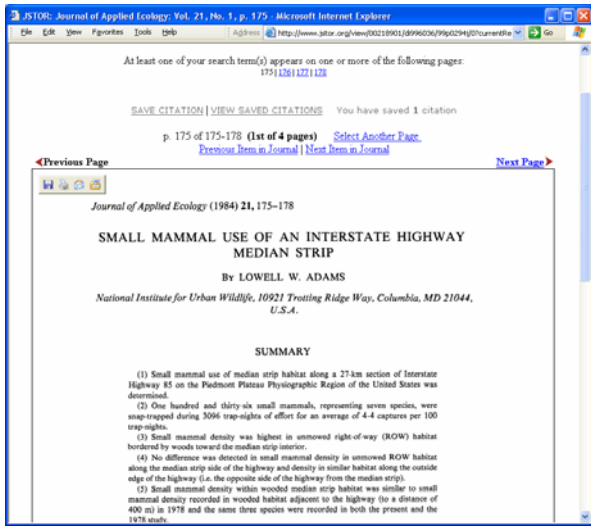 JSTOR: Journal of Applied Ecology: Vol. 21, No. 1, p. 175 - Microsoft Internet Explorer
File Edit View Favorites Tools Help Address http://www.jstor.org/view/00218901/di996036/99p0294j/0?currentRe Go
At least one of your search term(s) appears on one or more of the following pages:
175|176|177|178
SAVE CITATION | VIEW SAVED CITATIONS You have saved 1 citation
p. 175 of 175-178 (1st of 4 pages) Select Another Page
Previous Item in Journal | Next Item in Journal
Previous Page Next Page
Journal of Applied Ecology (1984) 21, 175–178
SMALL MAMMAL USE OF AN INTERSTATE HIGHWAY
MEDIAN STRIP
BY LOWELL W. ADAMS
National Institute for Urban Wildlife, 10921 Trotting Ridge Way, Columbia, MD 21044,
U.S.A.
SUMMARY
(1) Small mammal use of median strip habitat along a 27-km section of Interstate
Highway 85 on the Piedmont Plateau Physiographic Region of the United States was
determined.
(2) One hundred and thirty-six small mammals, representing seven species, were
snap-trapped during 3096 trap-nights of effort for an average of 4·4 captures per 100
trap-nights.
(3) Small mammal density was highest in unmowed right-of-way (ROW) habitat
bordered by woods toward the median strip interior.
(4) No difference was detected in small mammal density in unmowed ROW habitat
along the median strip side of the highway and density in similar habitat along the outside
edge of the highway (i.e. the opposite side of the highway from the median strip).
(5) Small mammal density within wooded median strip habitat was similar to small
mammal density recorded in wooded habitat adjacent to the highway (to a distance of
400 m) in 1978 and the same three species were recorded in both the present and the
1978 study.